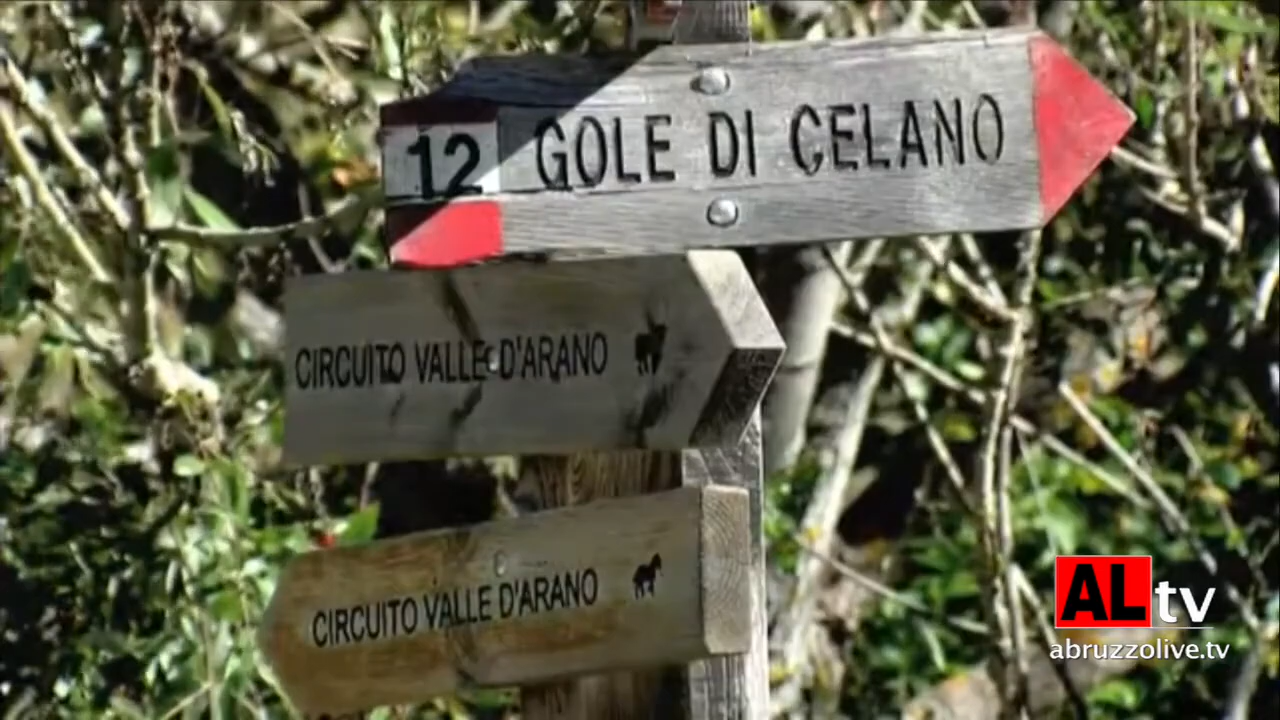 12 GOLE DI CELANO
CIRCUITO VALLE D'ARANO
CIRCUITO VALLE D'ARANO
ALtv
abruzzolive.tv